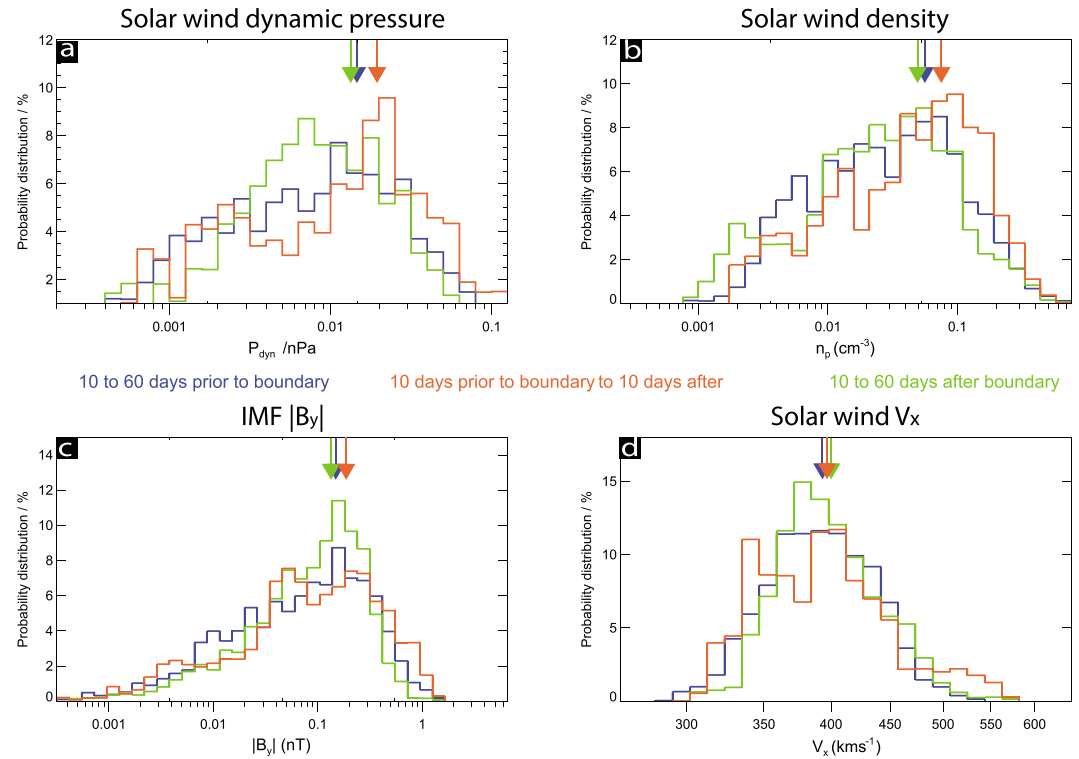 Solar wind dynamic pressure
a
Probability distribution / %
12
10
8
6
4
2
0.001
0.01
0.1
Pdyn /nPa
Solar wind density
b
Probability distribution / %
12
10
8
6
4
2
0
0.001
0.01
0.1
np (cm-3)
10 to 60 days prior to boundary
10 days prior to boundary to 10 days after
10 to 60 days after boundary
IMF |By|
c
Probability distribution / %
14
12
10
8
6
4
2
0
0.001
0.01
0.1
1
|By| (nT)
Solar wind Vx
d
Probability distribution / %
15
10
5
0
300
350
400
450
500
550
600
Vx (kms-1)